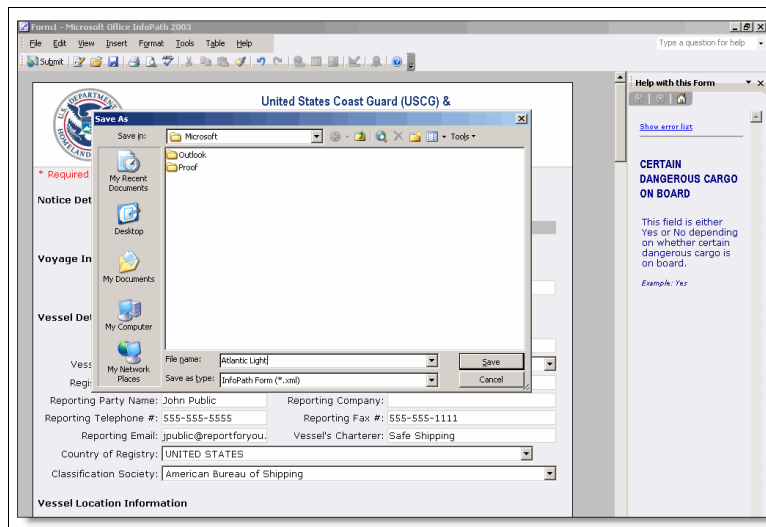 Form1 - Microsoft Office InfoPath 2003
File Edit View Insert Format Tools Table Help
Type a question for help
Submit
Help with this Form
DEPARTM
United States Coast Guard (USCG) &
Save As
Save in: Microsoft Tools
Show error list
Outlook
Proof
My Recent
Documents
Desktop
My Documents
My Computer
My Network
Places
File name: Atlantic Light Save
Save as type: InfoPath Form (*.xml) Cancel
* Required
Notice Det
Voyage In
Vessel Det
Vess
Regi
Reporting Party Name: John Public Reporting Company:
Reporting Telephone #: 555-555-5555 Reporting Fax #: 555-555-1111
Reporting Email: jpublic@reportforyou. Vessel's Charterer: Safe Shipping
Country of Registry: UNITED STATES
Classification Society: American Bureau of Shipping
Vessel Location Information
CERTAIN
DANGEROUS CARGO
ON BOARD
This field is either
Yes or No depending
on whether certain
dangerous cargo is
on board.
Example: Yes